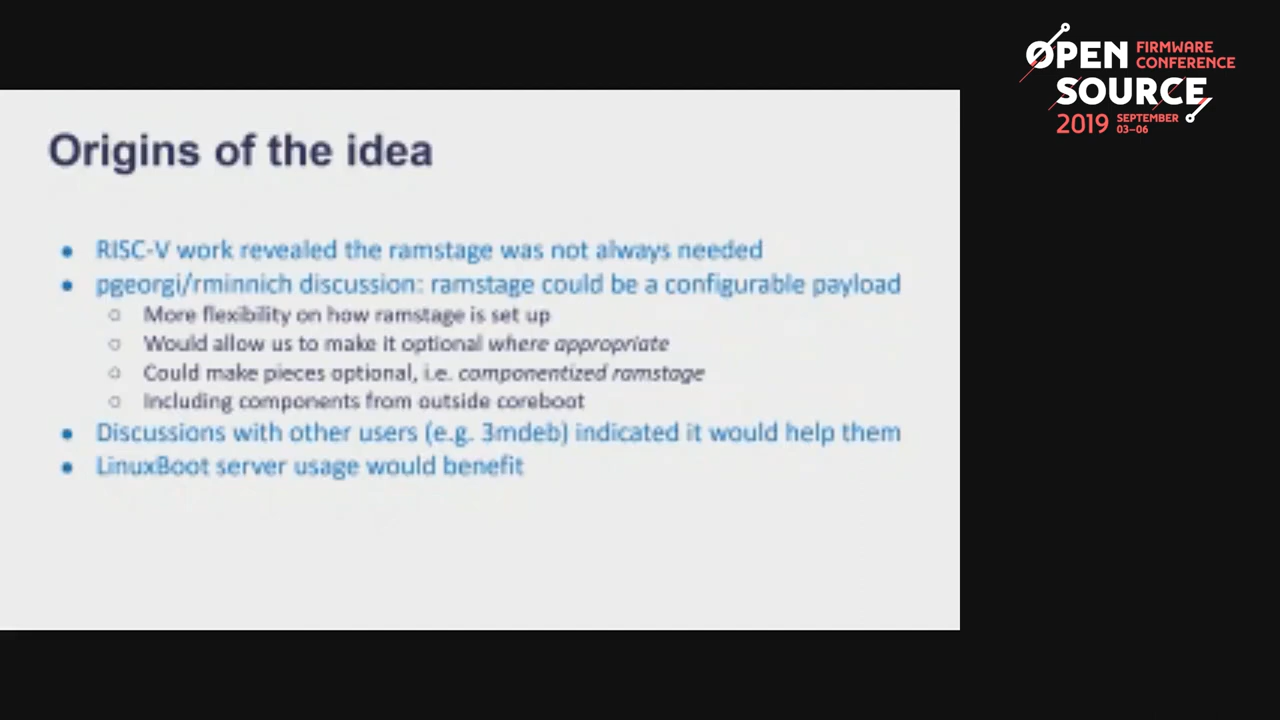 OPEN FIRMWARE CONFERENCE
SOURCE
2019 SEPTEMBER 03–06
Origins of the idea
● RISC-V work revealed the ramstage was not always needed
● pgeorgi/rminnich discussion: ramstage could be a configurable payload
○ More flexibility on how ramstage is set up
○ Would allow us to make it optional where appropriate
○ Could make pieces optional, i.e. componentized ramstage
○ Including components from outside coreboot
● Discussions with other users (e.g. 3mdeb) indicated it would help them
● LinuxBoot server usage would benefit